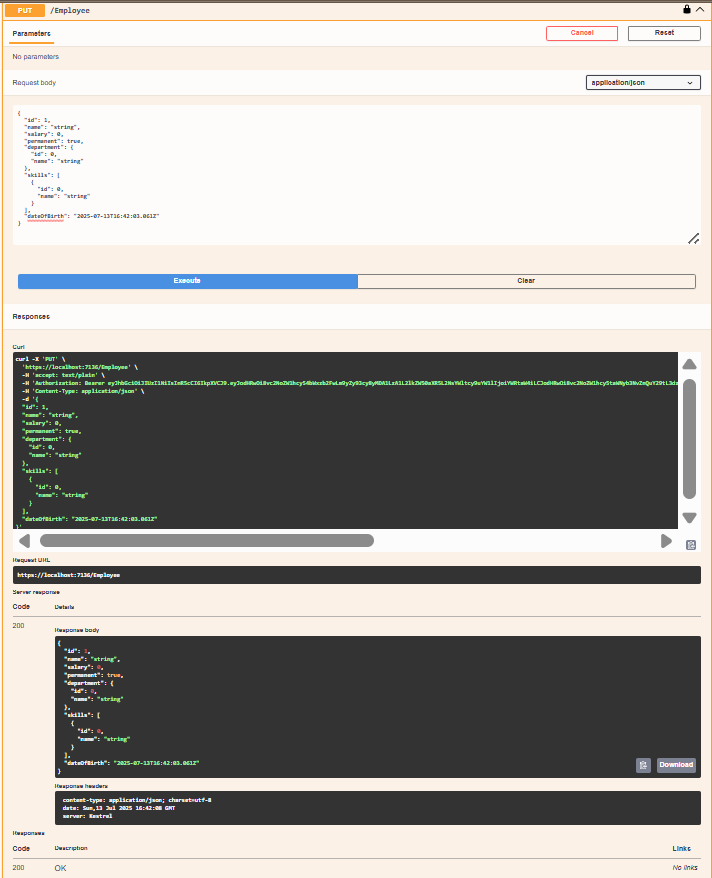 PUT /Employee
Parameters Cancel Reset
No parameters
Request body application/json
{
"id": 1,
"name": "string",
"salary": 0,
"permanent": true,
"department": {
"id": 0,
"name": "string"
},
"skills": [
{
"id": 0,
"name": "string"
}
],
"dateOfBirth": "2025-07-13T16:42:03.061Z"
}
Execute Clear
Responses
Curl
curl -X 'PUT' \
'https://localhost:7136/Employee' \
-H 'accept: text/plain' \
-H 'Authorization: Bearer
-H 'Content-Type: application/json' \
-d '{
"id": 1,
"name": "string",
"salary": 0,
"permanent": true,
"department": {
"id": 0,
"name": "string"
},
"skills": [
{
"id": 0,
"name": "string"
}
],
"dateOfBirth": "2025-07-13T16:42:03.061Z"
}'
Request URL
https://localhost:7136/Employee
Server response
Code Details
200
Response body
{
"id": 1,
"name": "string",
"salary": 0,
"permanent": true,
"department": {
"id": 0,
"name": "string"
},
"skills": [
{
"id": 0,
"name": "string"
}
],
"dateOfBirth": "2025-07-13T16:42:03.061Z"
}
Download
Response headers
content-type: application/json; charset=utf-8
date: Sun,13 Jul 2025 16:42:08 GMT
server: Kestrel
Responses
Code Description Links
200 OK No links